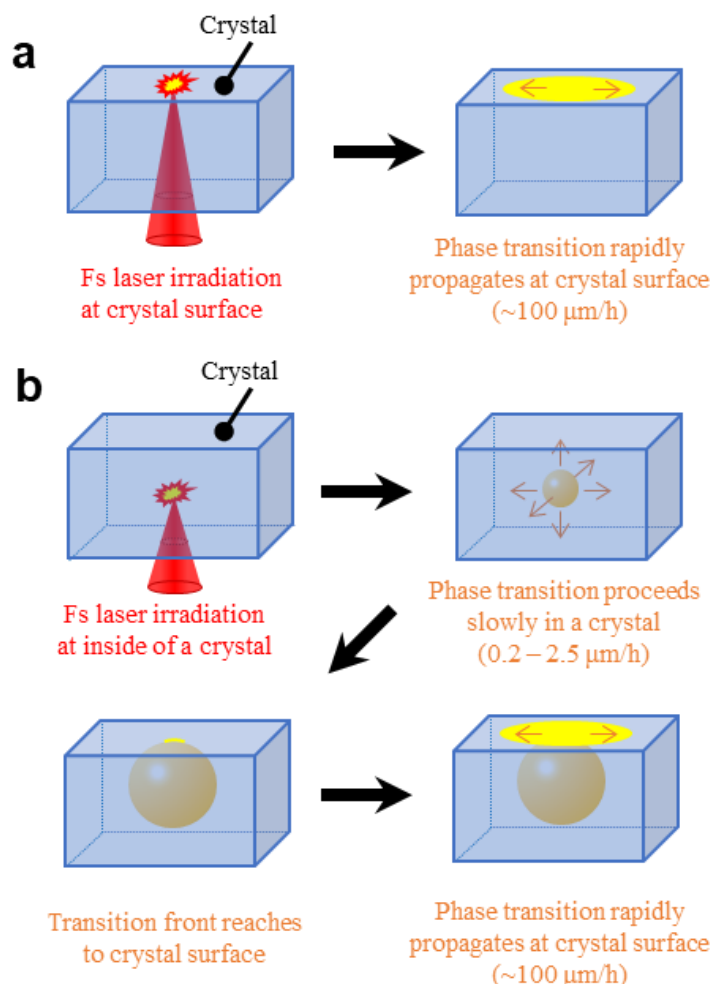 a
Crystal
Fs laser irradiation
at crystal surface
Phase transition rapidly
propagates at crystal surface
(~100 μm/h)
b
Crystal
Fs laser irradiation
at inside of a crystal
Phase transition proceeds
slowly in a crystal
(0.2 – 2.5 μm/h)
Transition front reaches
to crystal surface
Phase transition rapidly
propagates at crystal surface
(~100 μm/h)